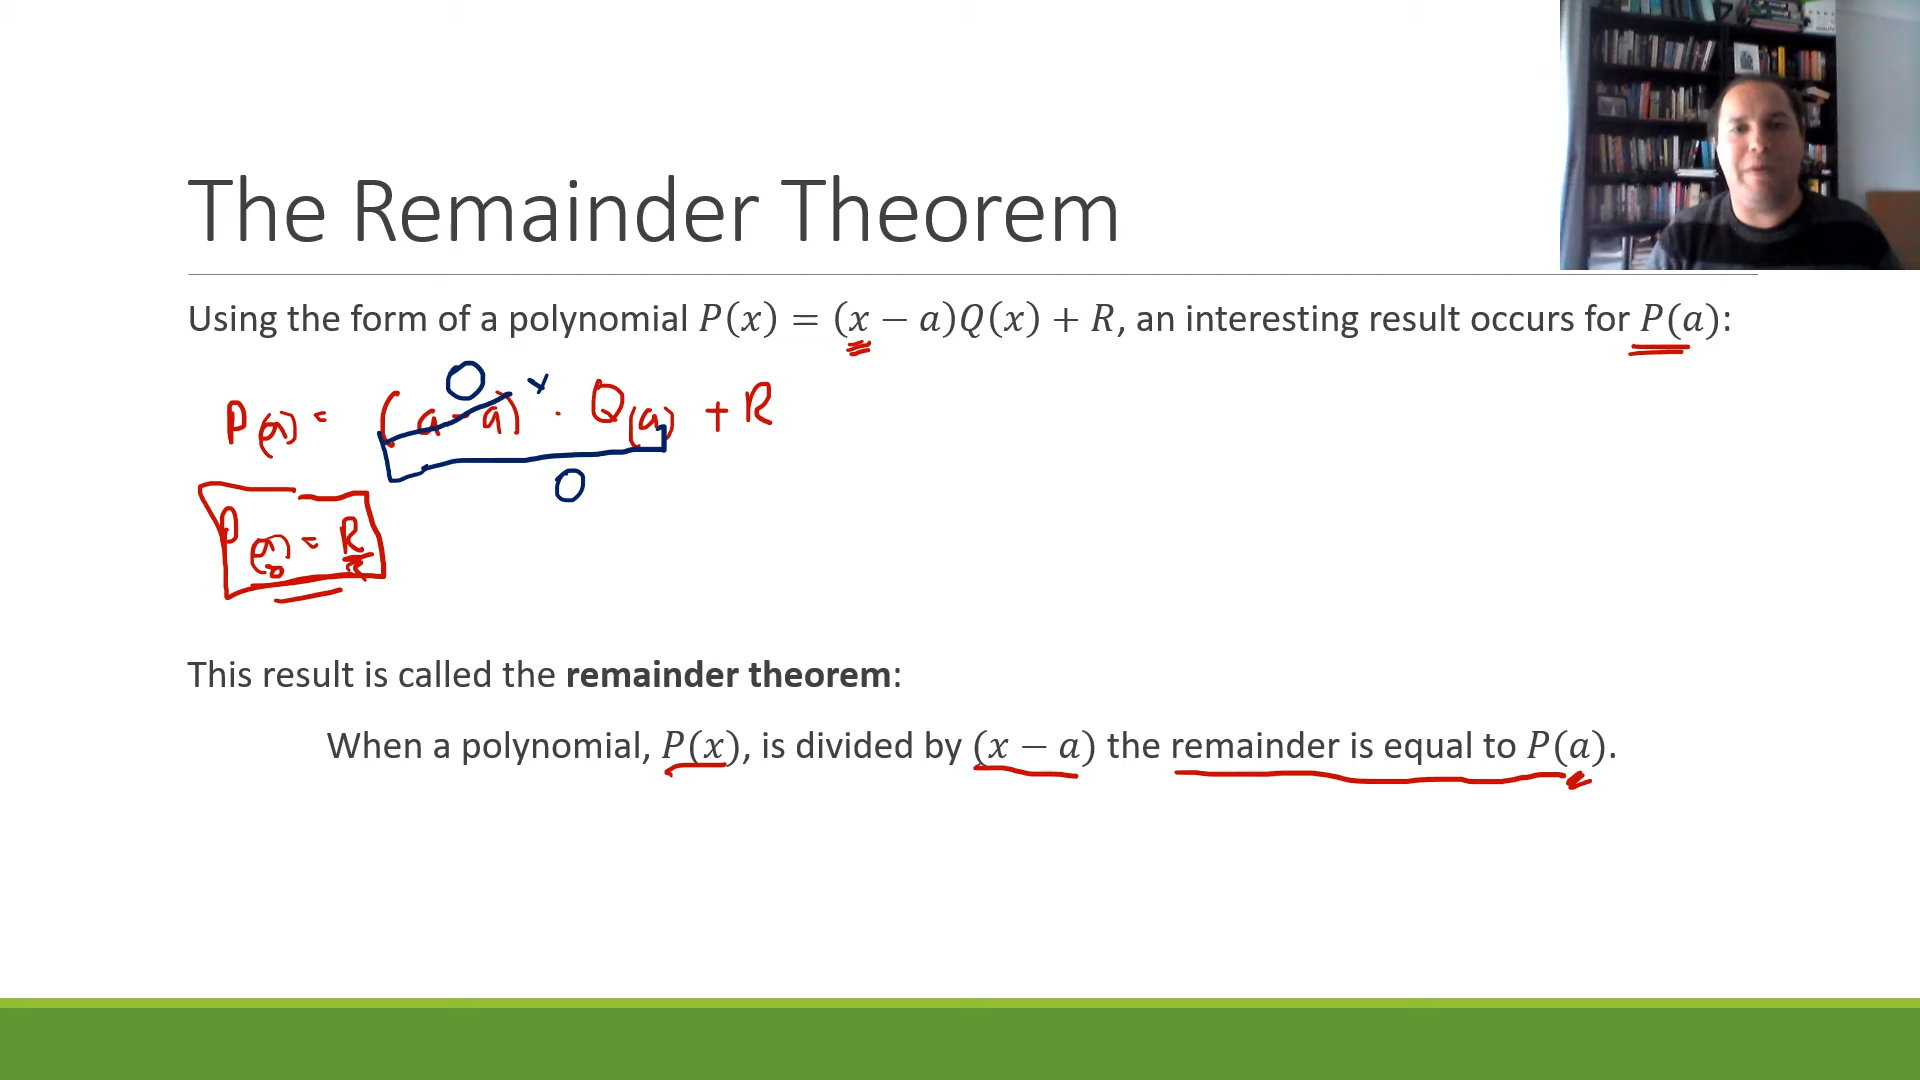 The Remainder Theorem
Using the form of a polynomial P(x) = (x − a)Q(x) + R, an interesting result occurs for P(a):
0 x
P(a) = (a - a) · Q(a) + R
0
P(a) = R
This result is called the remainder theorem:
When a polynomial, P(x), is divided by (x − a) the remainder is equal to P(a).